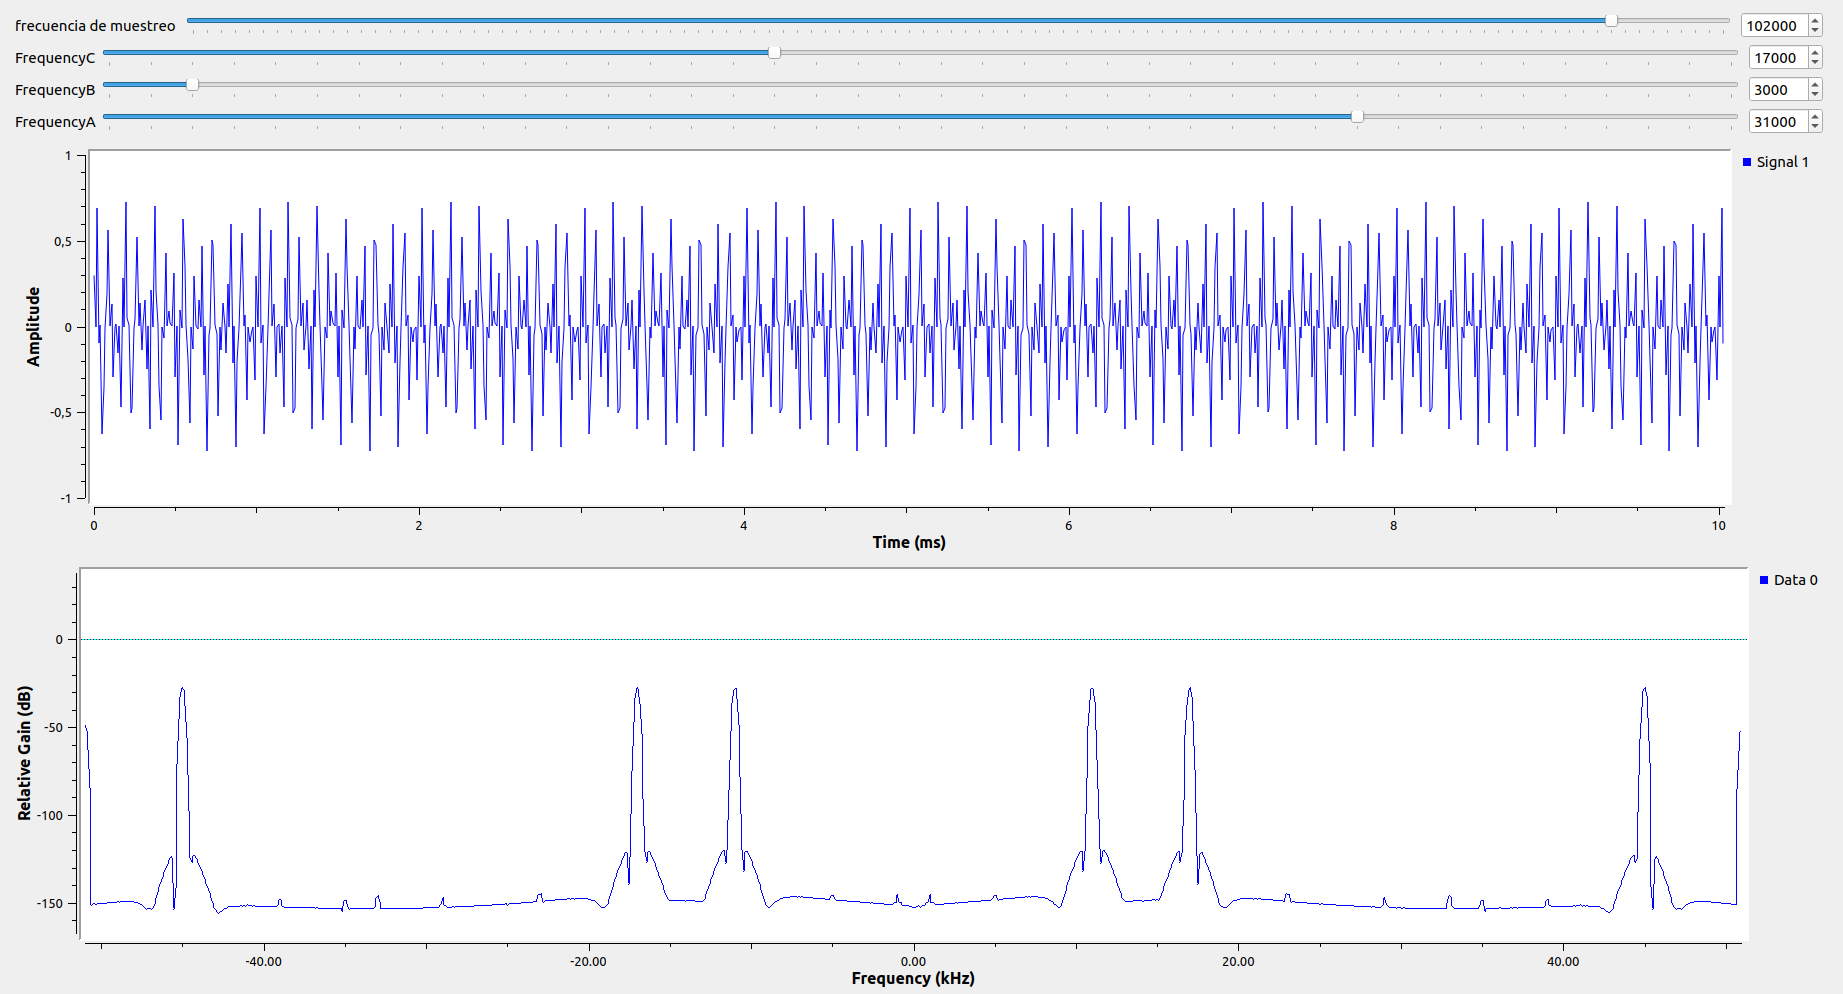 frecuencia de muestreo 102000
FrequencyC 17000
FrequencyB 3000
FrequencyA 31000
Signal 1
1
0,5
0
-0,5
-1
Amplitude
0 2 4 6 8 10
Time (ms)
Data 0
0
-50
-100
-150
Relative Gain (dB)
-40.00 -20.00 0.00 20.00 40.00
Frequency (kHz)